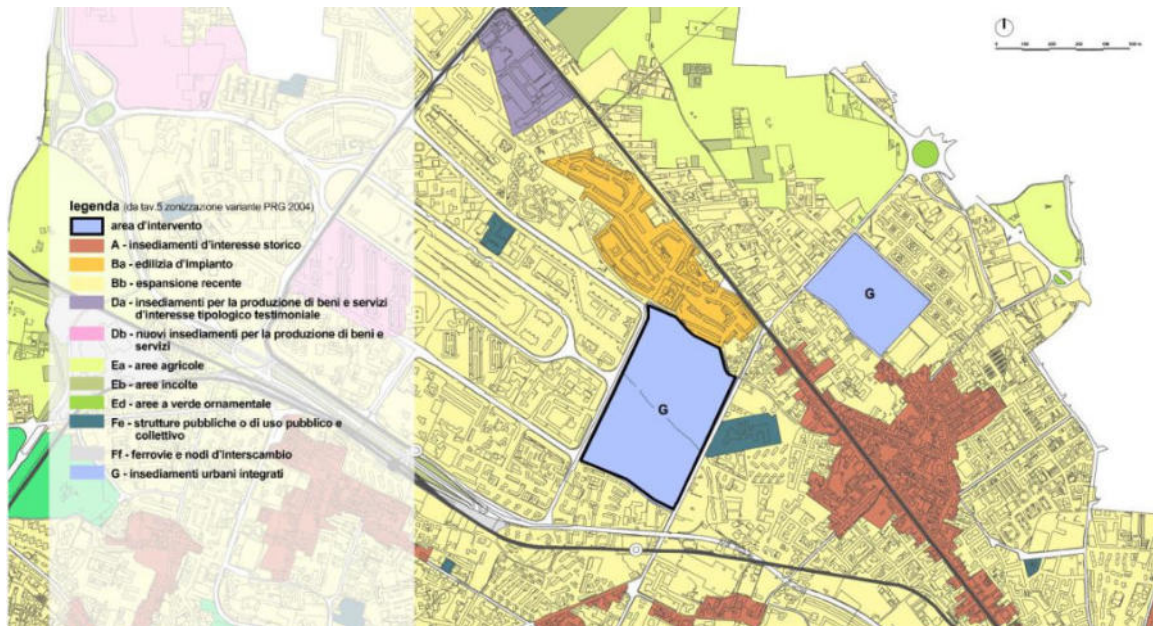 legenda (da tav.5 zonizzazione variante PRG 2004)
area d'intervento
A - insediamenti d'interesse storico
Ba - edilizia d'impianto
Bb - espansione recente
Da - insediamenti per la produzione di beni e servizi
d'interesse tipologico testimoniale
Db - nuovi insediamenti per la produzione di beni e
servizi
Ea - aree agricole
Eb - aree incolte
Ed - aree a verde ornamentale
Fe - strutture pubbliche o di uso pubblico e
collettivo
Ff - ferrovie e nodi d'interscambio
G - insediamenti urbani integrati
G
G